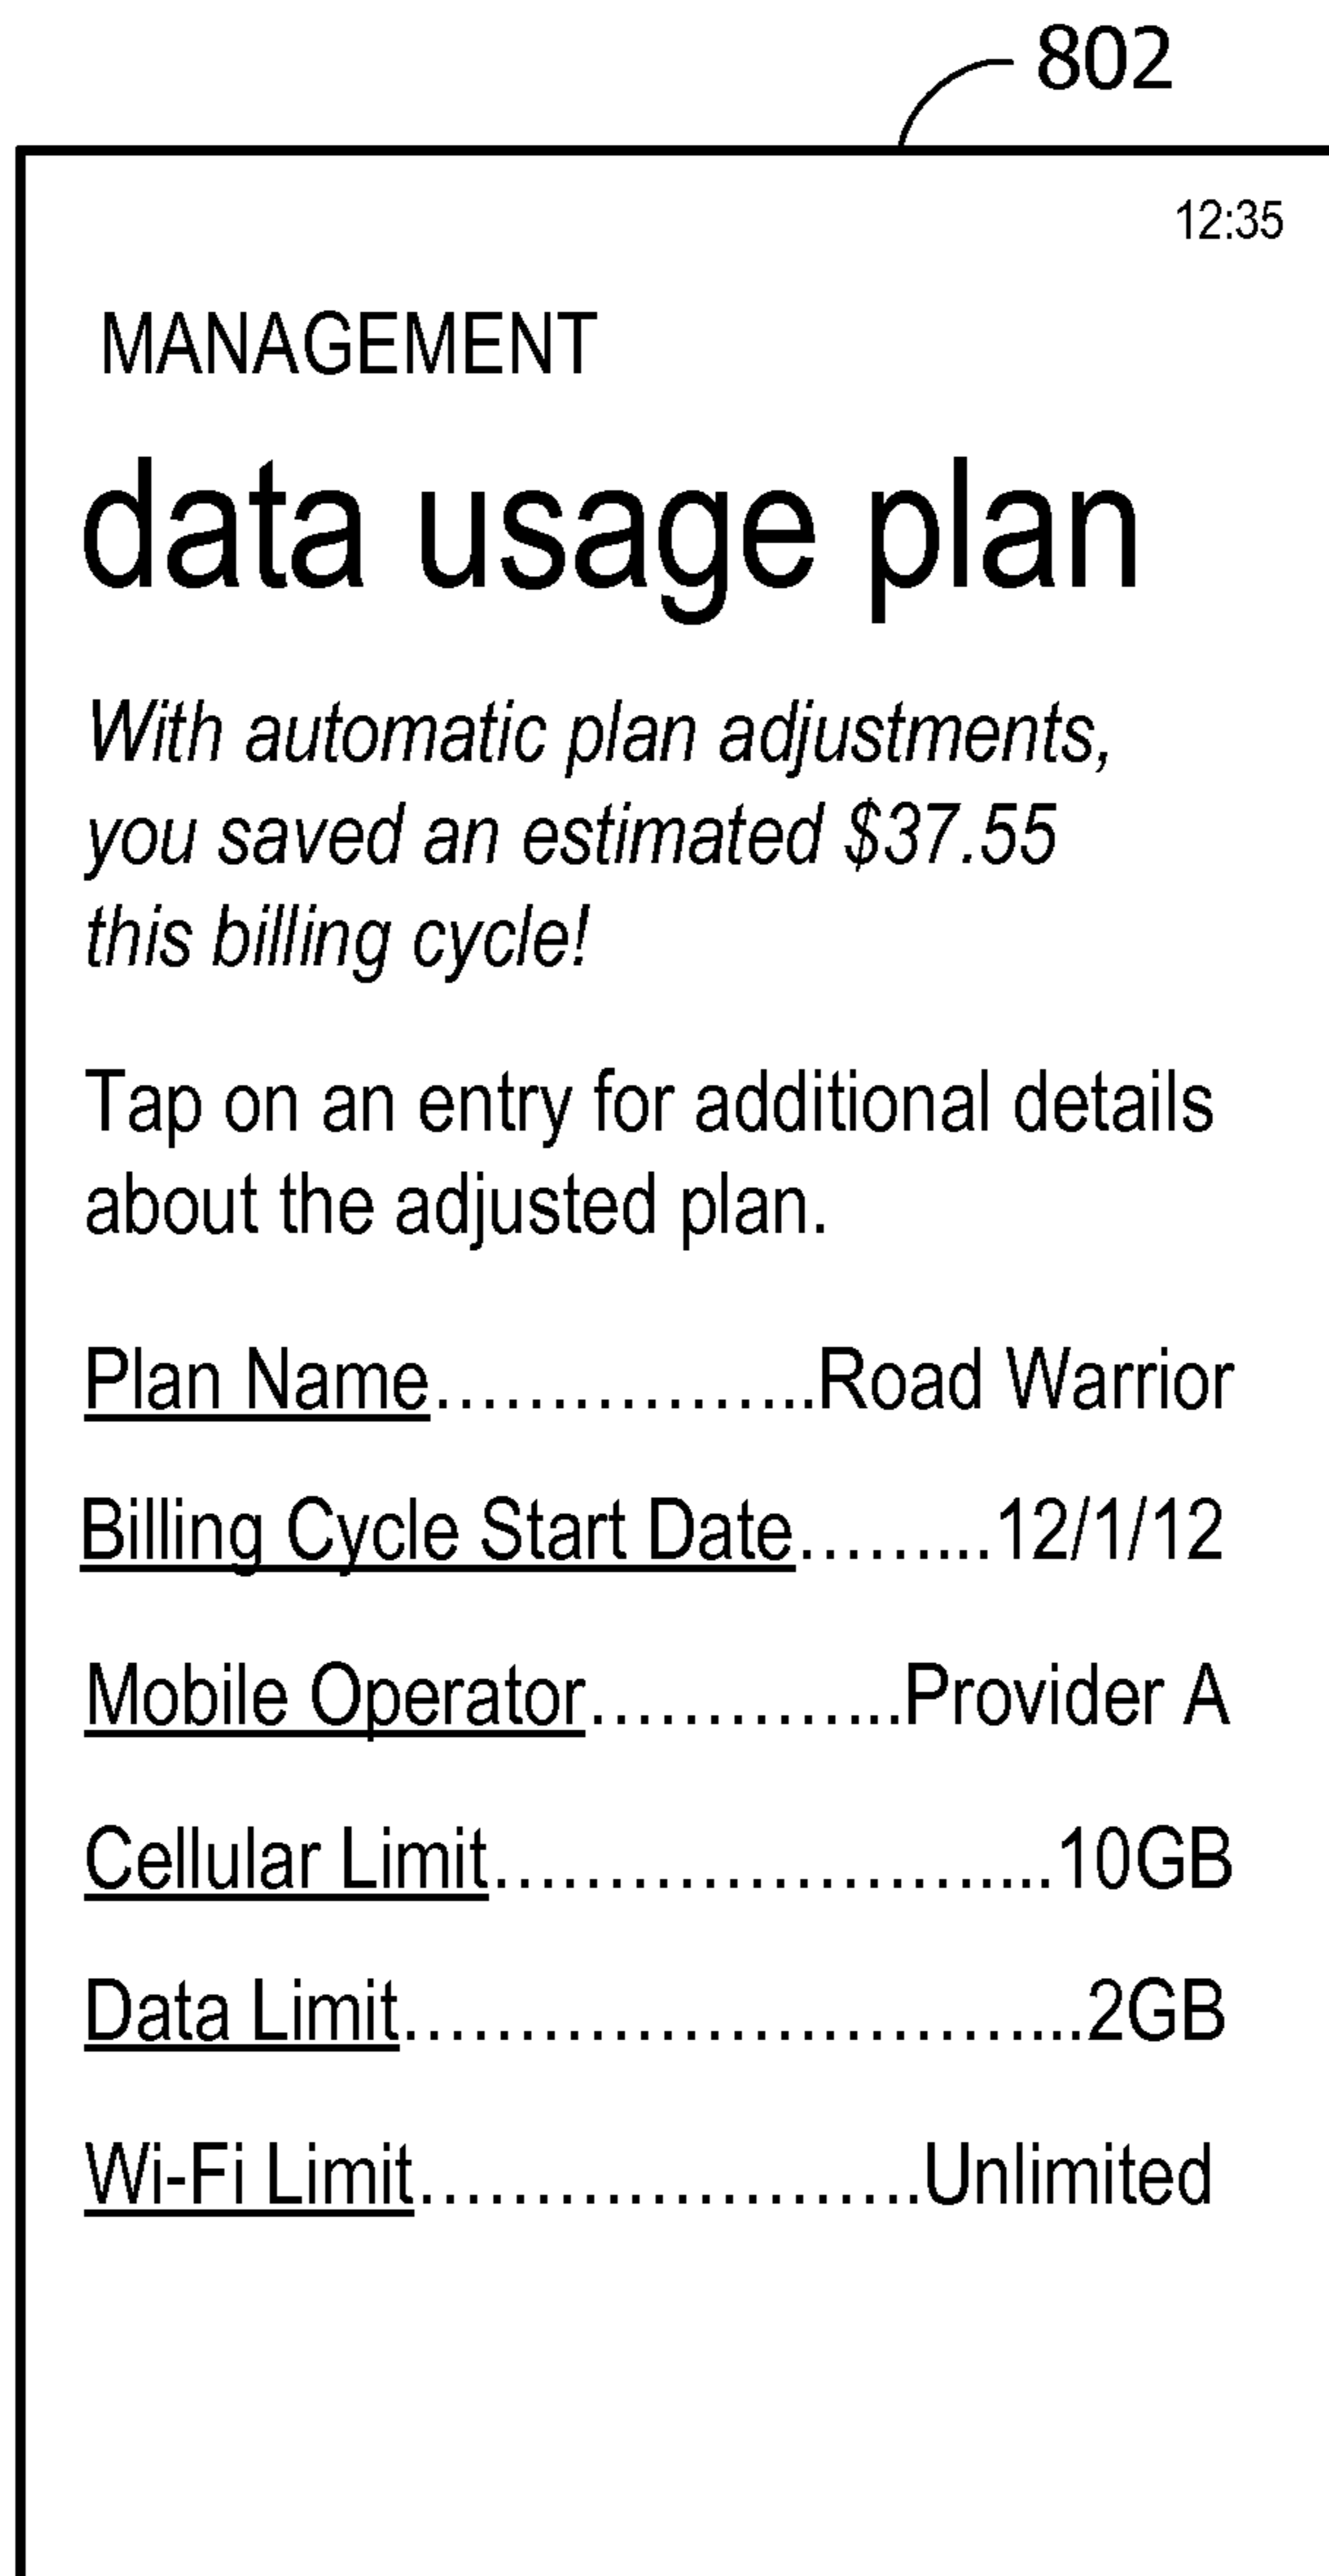 802
12:35
MANAGEMENT
data usage plan
With automatic plan adjustments,
you saved an estimated $37.55
this billing cycle!
Tap on an entry for additional details
about the adjusted plan.
Plan Name.................Road Warrior
Billing Cycle Start Date.........12/1/12
Mobile Operator..............Provider A
Cellular Limit.........................10GB
Data Limit..............................2GB
Wi-Fi Limit......................Unlimited